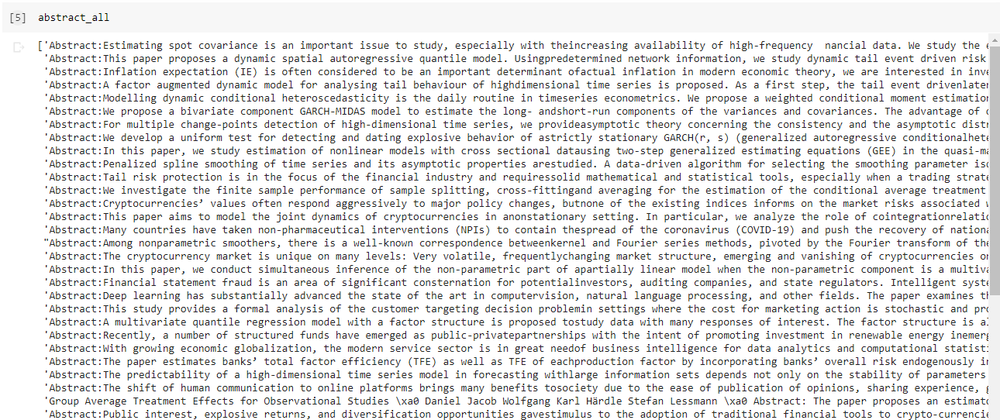 [5] abstract_all
['Abstract:Estimating spot covariance is an important issue to study, especially with theincreasing availability of high-frequency  nancial data. We study the
'Abstract:This paper proposes a dynamic spatial autoregressive quantile model. Usingpredetermined network information, we study dynamic tail event driven risk
'Abstract:Inflation expectation (IE) is often considered to be an important determinant ofactual inflation in modern economic theory, we are interested in
'Abstract:A factor augmented dynamic model for analysing tail behaviour of highdimensional time series is proposed. As a first step, the tail event drivenlaten
'Abstract:Modelling dynamic conditional heteroscedasticity is the daily routine in timeseries econometrics. We propose a weighted conditional moment estimation
'Abstract:We propose a bivariate component GARCH-MIDAS model to estimate the long- andshort-run components of the variances and covariances. The advantage of
'Abstract:For multiple change-points detection of high-dimensional time series, we provideasymptotic theory concerning the consistency and the asymptotic dist
'Abstract:We develop a uniform test for detecting and dating explosive behavior of astrictly stationary GARCH(r, s) (generalized autoregressive conditionalhete
'Abstract:In this paper, we study estimation of nonlinear models with cross sectional datausing two-step generalized estimating equations (GEE) in the quasi-ma
'Abstract:Penalized spline smoothing of time series and its asymptotic properties arestudied. A data-driven algorithm for selecting the smoothing parameter is
'Abstract:Tail risk protection is in the focus of the financial industry and requiressolid mathematical and statistical tools, especially when a trading strate
'Abstract:We investigate the finite sample performance of sample splitting, cross-fittingand averaging for the estimation of the conditional average treatment
'Abstract:Cryptocurrencies’ values often respond aggressively to major policy changes, butnone of the existing indices informs on the market risks associated
'Abstract:This paper aims to model the joint dynamics of cryptocurrencies in anonstationary setting. In particular, we analyze the role of cointegrationrelati
'Abstract:Many countries have taken non-pharmaceutical interventions (NPIs) to contain thespread of the coronavirus (COVID-19) and push the recovery of nationa
"Abstract:Among nonparametric smoothers, there is a well-known correspondence betweenkernel and Fourier series methods, pivoted by the Fourier transform of the
'Abstract:The cryptocurrency market is unique on many levels: Very volatile, frequentlychanging market structure, emerging and vanishing of cryptocurrencies on
'Abstract:In this paper, we conduct simultaneous inference of the non-parametric part of apartially linear model when the non-parametric component is a multiva
'Abstract:Financial statement fraud is an area of significant consternation for potentialinvestors, auditing companies, and state regulators. Intelligent syste
'Abstract:Deep learning has substantially advanced the state of the art in computervision, natural language processing, and other fields. The paper examines th
'Abstract:This study provides a formal analysis of the customer targeting decision problemin settings where the cost for marketing action is stochastic and pro
'Abstract:A multivariate quantile regression model with a factor structure is proposed tostudy data with many responses of interest. The factor structure is al
'Abstract:Recently, a number of structured funds have emerged as public-privatepartnerships with the intent of promoting investment in renewable energy inemerg
'Abstract:With growing economic globalization, the modern service sector is in great needof business intelligence for data analytics and computational statisti
'Abstract:The paper estimates banks’ total factor efficiency (TFE) as well as TFE of eachproduction factor by incorporating banks’ overall risk endogenously in
'Abstract:The predictability of a high-dimensional time series model in forecasting withlarge information sets depends not only on the stability of parameters
'Abstract:The shift of human communication to online platforms brings many benefits tosociety due to the ease of publication of opinions, sharing experience,
'Group Average Treatment Effects for Observational Studies \xa0 Daniel Jacob Wolfgang Karl Härdle Stefan Lessmann \xa0 Abstract: The paper proposes an estimato
'Abstract:Public interest, explosive returns, and diversification opportunities gavestimulus to the adoption of traditional financial tools to crypto-currencie